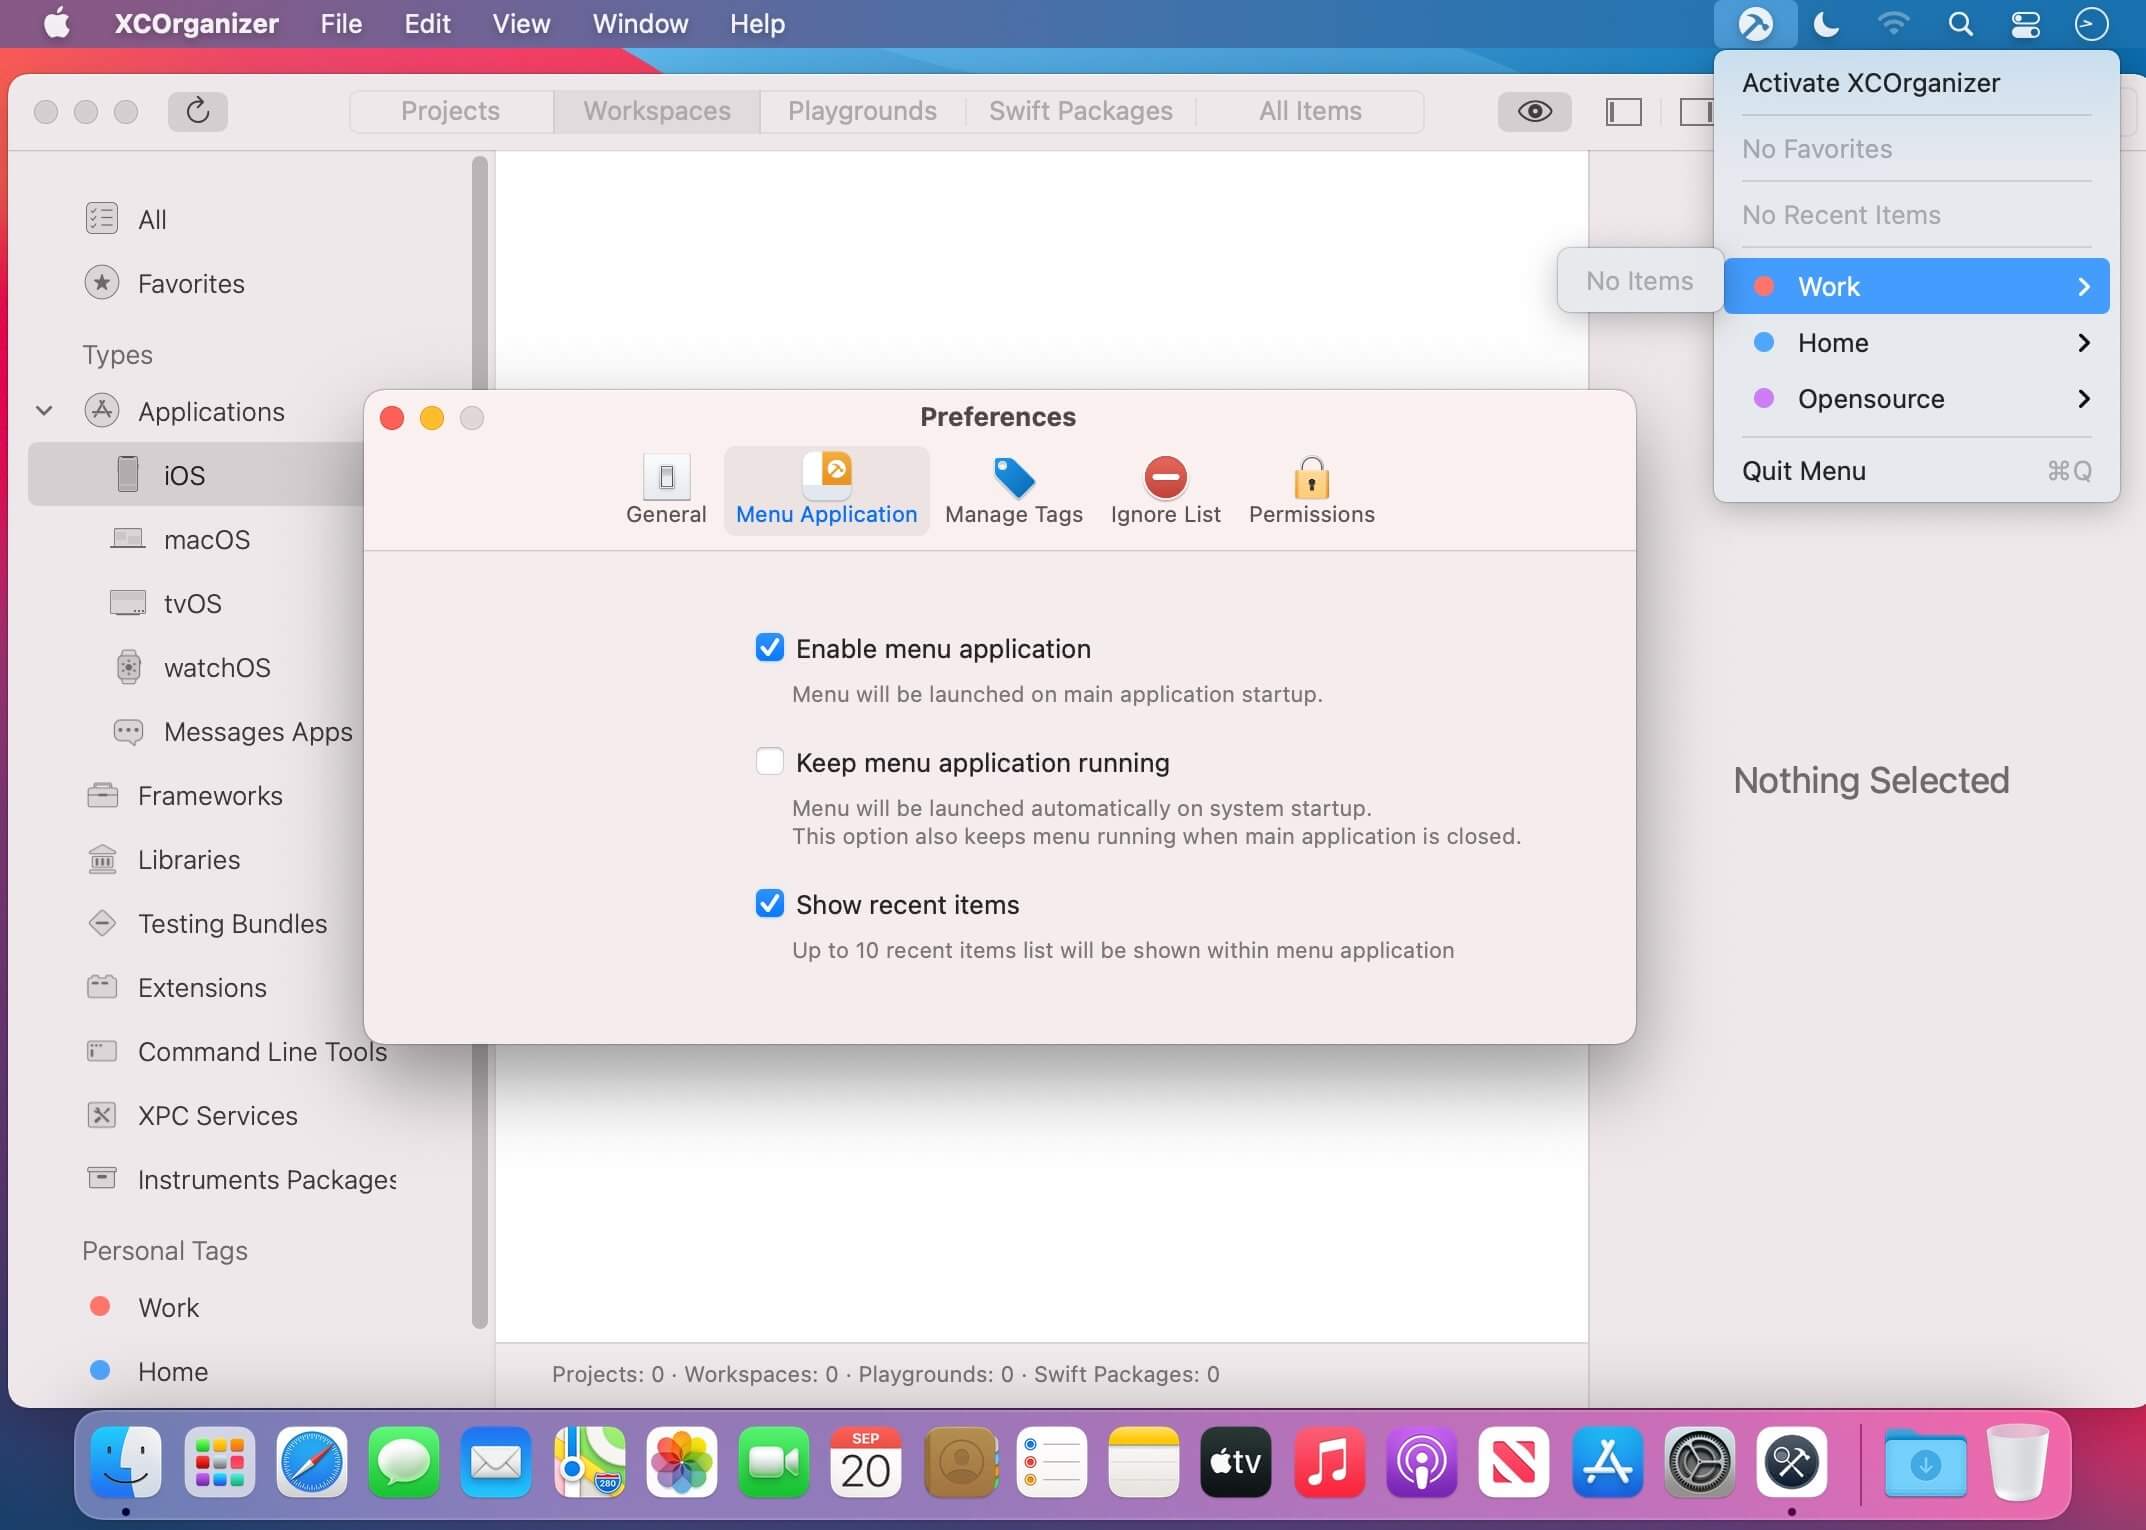 XCOrganizer File Edit View Window Help
Projects Workspaces Playgrounds Swift Packages All Items
Activate XCOrganizer
No Favorites
No Recent Items
No Items
Work
Home
Opensource
Quit Menu ⌘Q
All
Favorites
Types
Applications
iOS
macOS
tvOS
watchOS
Messages Apps
Frameworks
Libraries
Testing Bundles
Extensions
Command Line Tools
XPC Services
Instruments Packages
Personal Tags
Work
Home
Preferences
General Menu Application Manage Tags Ignore List Permissions
Enable menu application
Menu will be launched on main application startup.
Keep menu application running
Menu will be launched automatically on system startup.
This option also keeps menu running when main application is closed.
Show recent items
Up to 10 recent items list will be shown within menu application
Nothing Selected
Projects: 0 · Workspaces: 0 · Playgrounds: 0 · Swift Packages: 0
280
SEP
20
tv